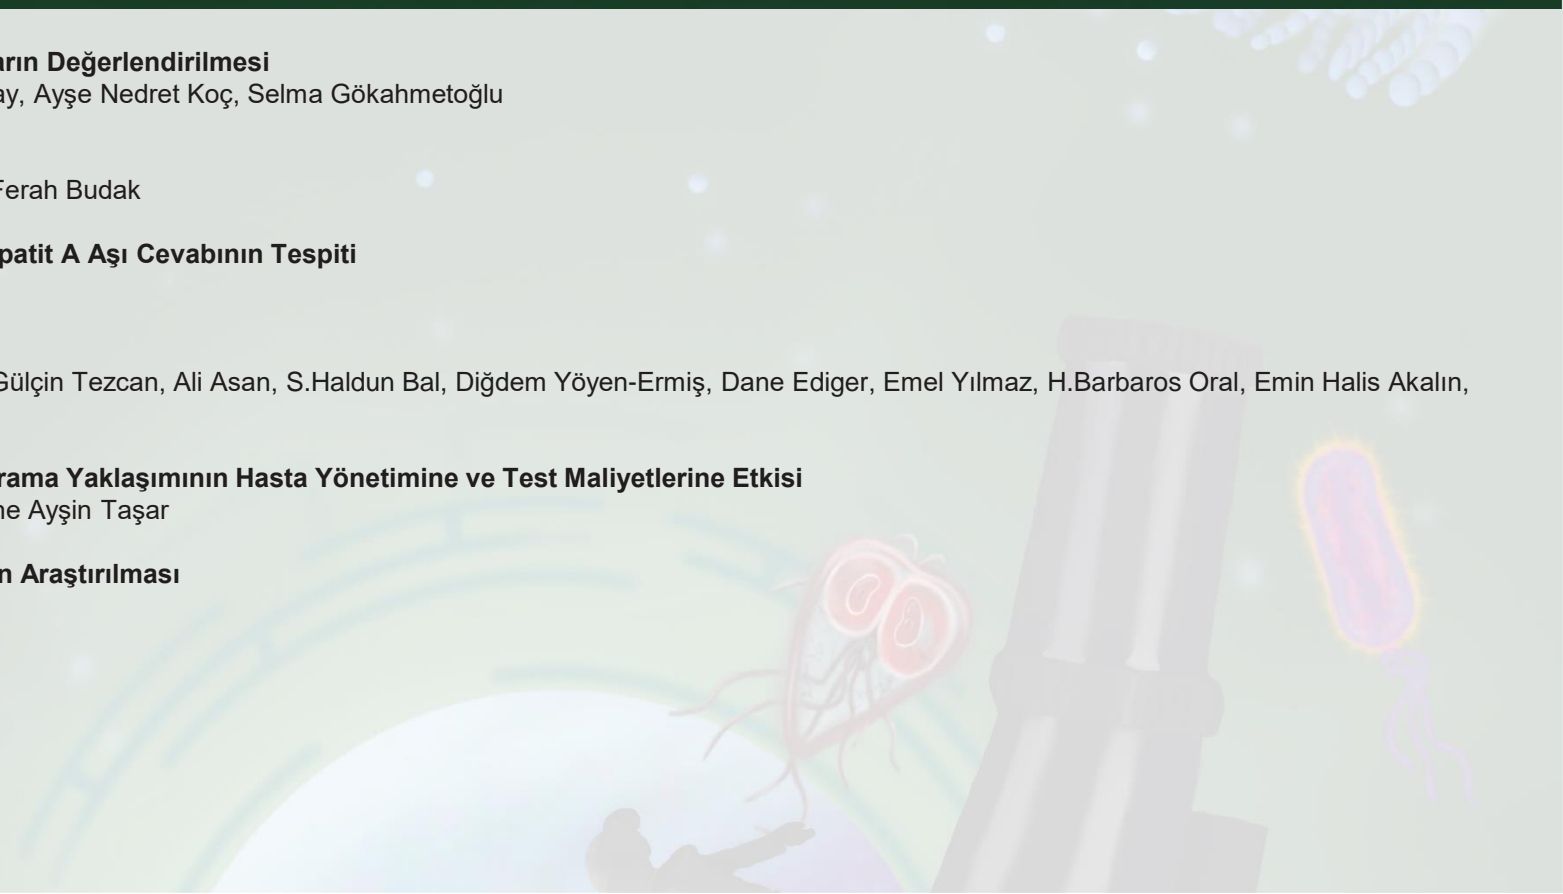 arın Değerlendirilmesi
ay, Ayşe Nedret Koç, Selma Gökahmetoğlu
Ferah Budak
patit A Aşı Cevabının Tespiti
Gülçin Tezcan, Ali Asan, S.Haldun Bal, Diğdem Yöyen-Ermiş, Dane Ediger, Emel Yılmaz, H.Barbaros Oral, Emin Halis Akalın,
rama Yaklaşımının Hasta Yönetimine ve Test Maliyetlerine Etkisi
ne Ayşin Taşar
n Araştırılması